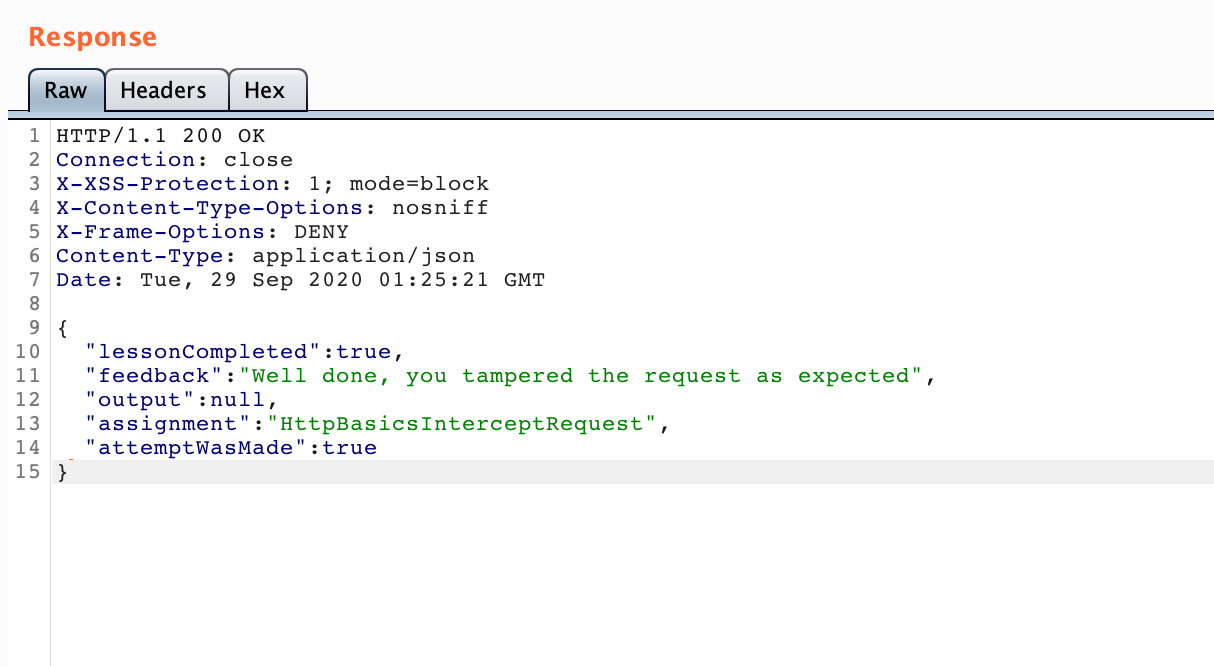 Response
Raw Headers Hex
1 HTTP/1.1 200 OK
2 Connection: close
3 X-XSS-Protection: 1; mode=block
4 X-Content-Type-Options: nosniff
5 X-Frame-Options: DENY
6 Content-Type: application/json
7 Date: Tue, 29 Sep 2020 01:25:21 GMT
8
9 {
10   "lessonCompleted":true,
11   "feedback":"Well done, you tampered the request as expected",
12   "output":null,
13   "assignment":"HttpBasicsInterceptRequest",
14   "attemptWasMade":true
15 }